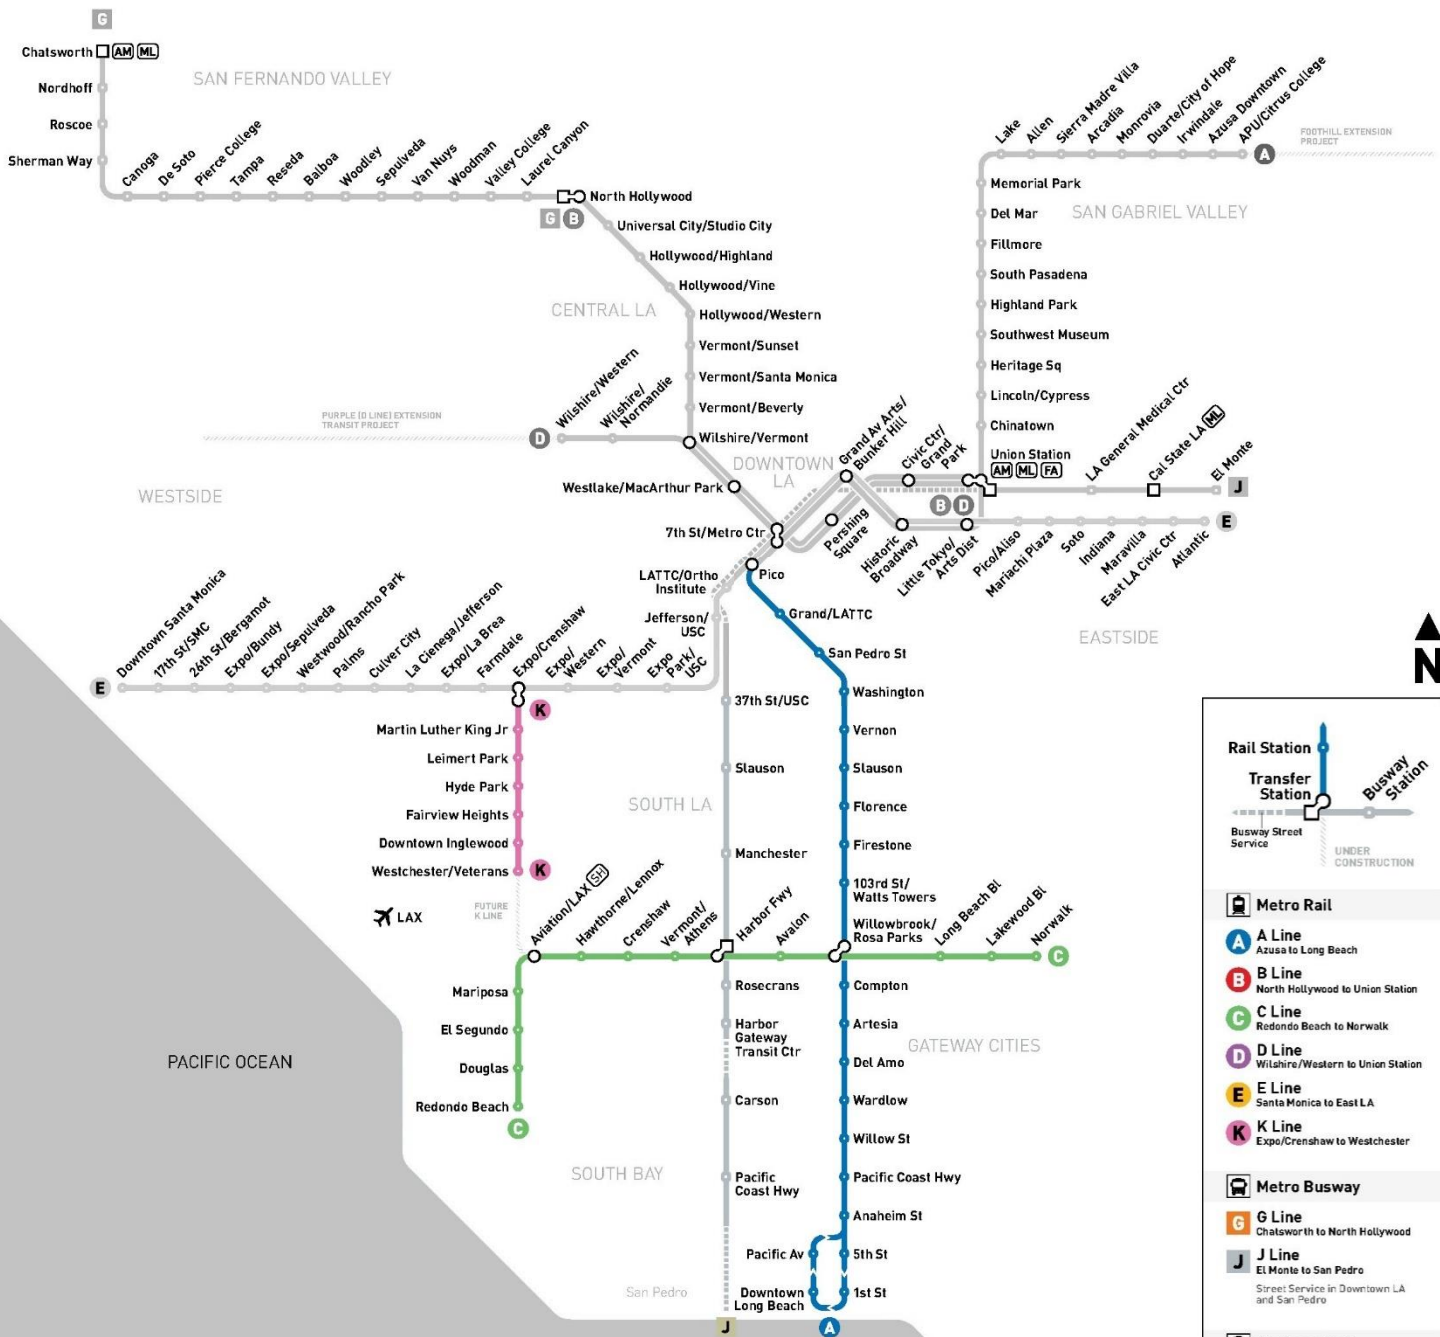 G
Chatsworth AM ML
Nordhoff
Roscoe
Sherman Way
SAN FERNANDO VALLEY
Canoga
De Soto
Pierce College
Tampa
Reseda
Balboa
Woodley
Sepulveda
Van Nuys
Woodman
Valley College
Laurel Canyon
North Hollywood
G B
Universal City/Studio City
Hollywood/Highland
Hollywood/Vine
CENTRAL LA
Hollywood/Western
Vermont/Sunset
Vermont/Santa Monica
Vermont/Beverly
Wilshire/Vermont
Wilshire/Western
Wilshire/
Normandie
PURPLE (D LINE) EXTENSION
TRANSIT PROJECT
D
WESTSIDE
Westlake/MacArthur Park
DOWNTOWN
LA
7th St/Metro Ctr
Lake
Allen
Sierra Madre Villa
Arcadia
Monrovia
Duarte/City of Hope
Irwindale
Azusa Downtown
APU/Citrus College
A
FOOTHILL EXTENSION
PROJECT
Memorial Park
Del Mar
SAN GABRIEL VALLEY
Fillmore
South Pasadena
Highland Park
Southwest Museum
Heritage Sq
Lincoln/Cypress
Chinatown
Union Station
AM ML FA
Grand Av Arts/
Bunker Hill
Civic Ctr/
Grand
Park
B D
LA General Medical Ctr
Cal State LA ML
El Monte
J
Pershing
Square
Historic
Broadway
Little Tokyo/
Arts Dist
Pico/Aliso
Mariachi Plaza
Soto
Indiana
Maravilla
East LA Civic Ctr
Atlantic
E
EASTSIDE
N
Pico
LATTC/Ortho
Institute
Jefferson/
USC
Grand/LATTC
San Pedro St
E
Downtown Santa Monica
17th St/SMC
26th St/Bergamot
Expo/Bundy
Expo/Sepulveda
Westwood/Rancho Park
Palms
Culver City
La Cienega/Jefferson
Expo/La Brea
Farmdale
Expo/Crenshaw
Expo/
Western
Expo/
Vermont
Expo
Park/
USC
K
Martin Luther King Jr
Leimert Park
Hyde Park
Fairview Heights
Downtown Inglewood
Westchester/Veterans
K
LAX
FUTURE
K LINE
SOUTH LA
37th St/USC
Slauson
Manchester
Washington
Vernon
Slauson
Florence
Firestone
103rd St/
Watts Towers
Willowbrook/
Rosa Parks
Aviation/LAX SH
Hawthorne/Lennox
Crenshaw
Vermont/
Athens
Harbor Fwy
Avalon
Long Beach Bl
Lakewood Bl
Norwalk
C
Mariposa
El Segundo
Douglas
Redondo Beach
C
PACIFIC OCEAN
SOUTH BAY
Rosecrans
Harbor
Gateway
Transit Ctr
Carson
Pacific
Coast Hwy
San Pedro
J
Compton
Artesia
GATEWAY CITIES
Del Amo
Wardlow
Willow St
Pacific Coast Hwy
Anaheim St
Pacific Av
5th St
Downtown
Long Beach
1st St
A
Rail Station
Transfer
Station
Busway
Station
Busway Street
Service
UNDER
CONSTRUCTION
Metro Rail
A A Line
Azusa to Long Beach
B B Line
North Hollywood to Union Station
C C Line
Redondo Beach to Norwalk
D D Line
Wilshire/Western to Union Station
E E Line
Santa Monica to East LA
K K Line
Expo/Crenshaw to Westchester
Metro Busway
G G Line
Chatsworth to North Hollywood
J J Line
El Monte to San Pedro
Street Service in Downtown LA
and San Pedro